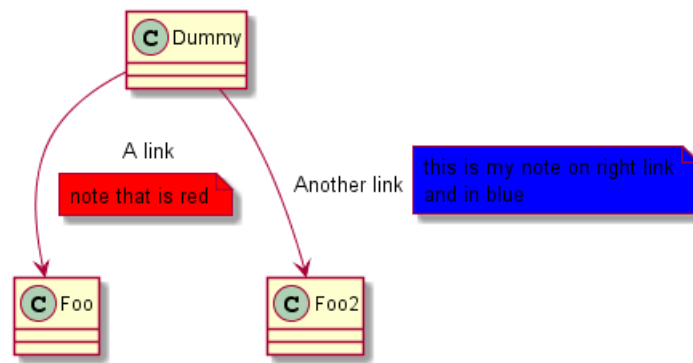 C Dummy
A link
note that is red
Another link
this is my note on right link
and in blue
C Foo
C Foo2